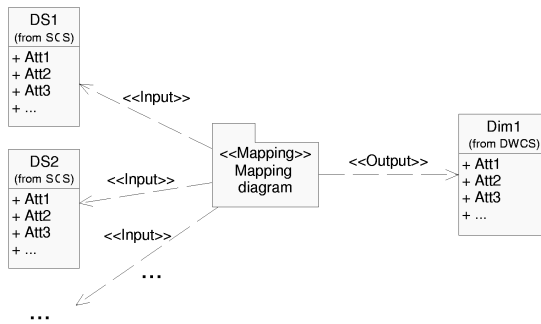 DS1
(from SCS)
+ Att1
+ Att2
+ Att3
+ ...
<<Input>>
DS2
(from SCS)
+ Att1
+ Att2
+ Att3
+ ...
<<Input>>
<<Input>>
...
...
<<Mapping>>
Mapping
diagram
<<Output>>
Dim1
(from DWCS)
+ Att1
+ Att2
+ Att3
+ ...